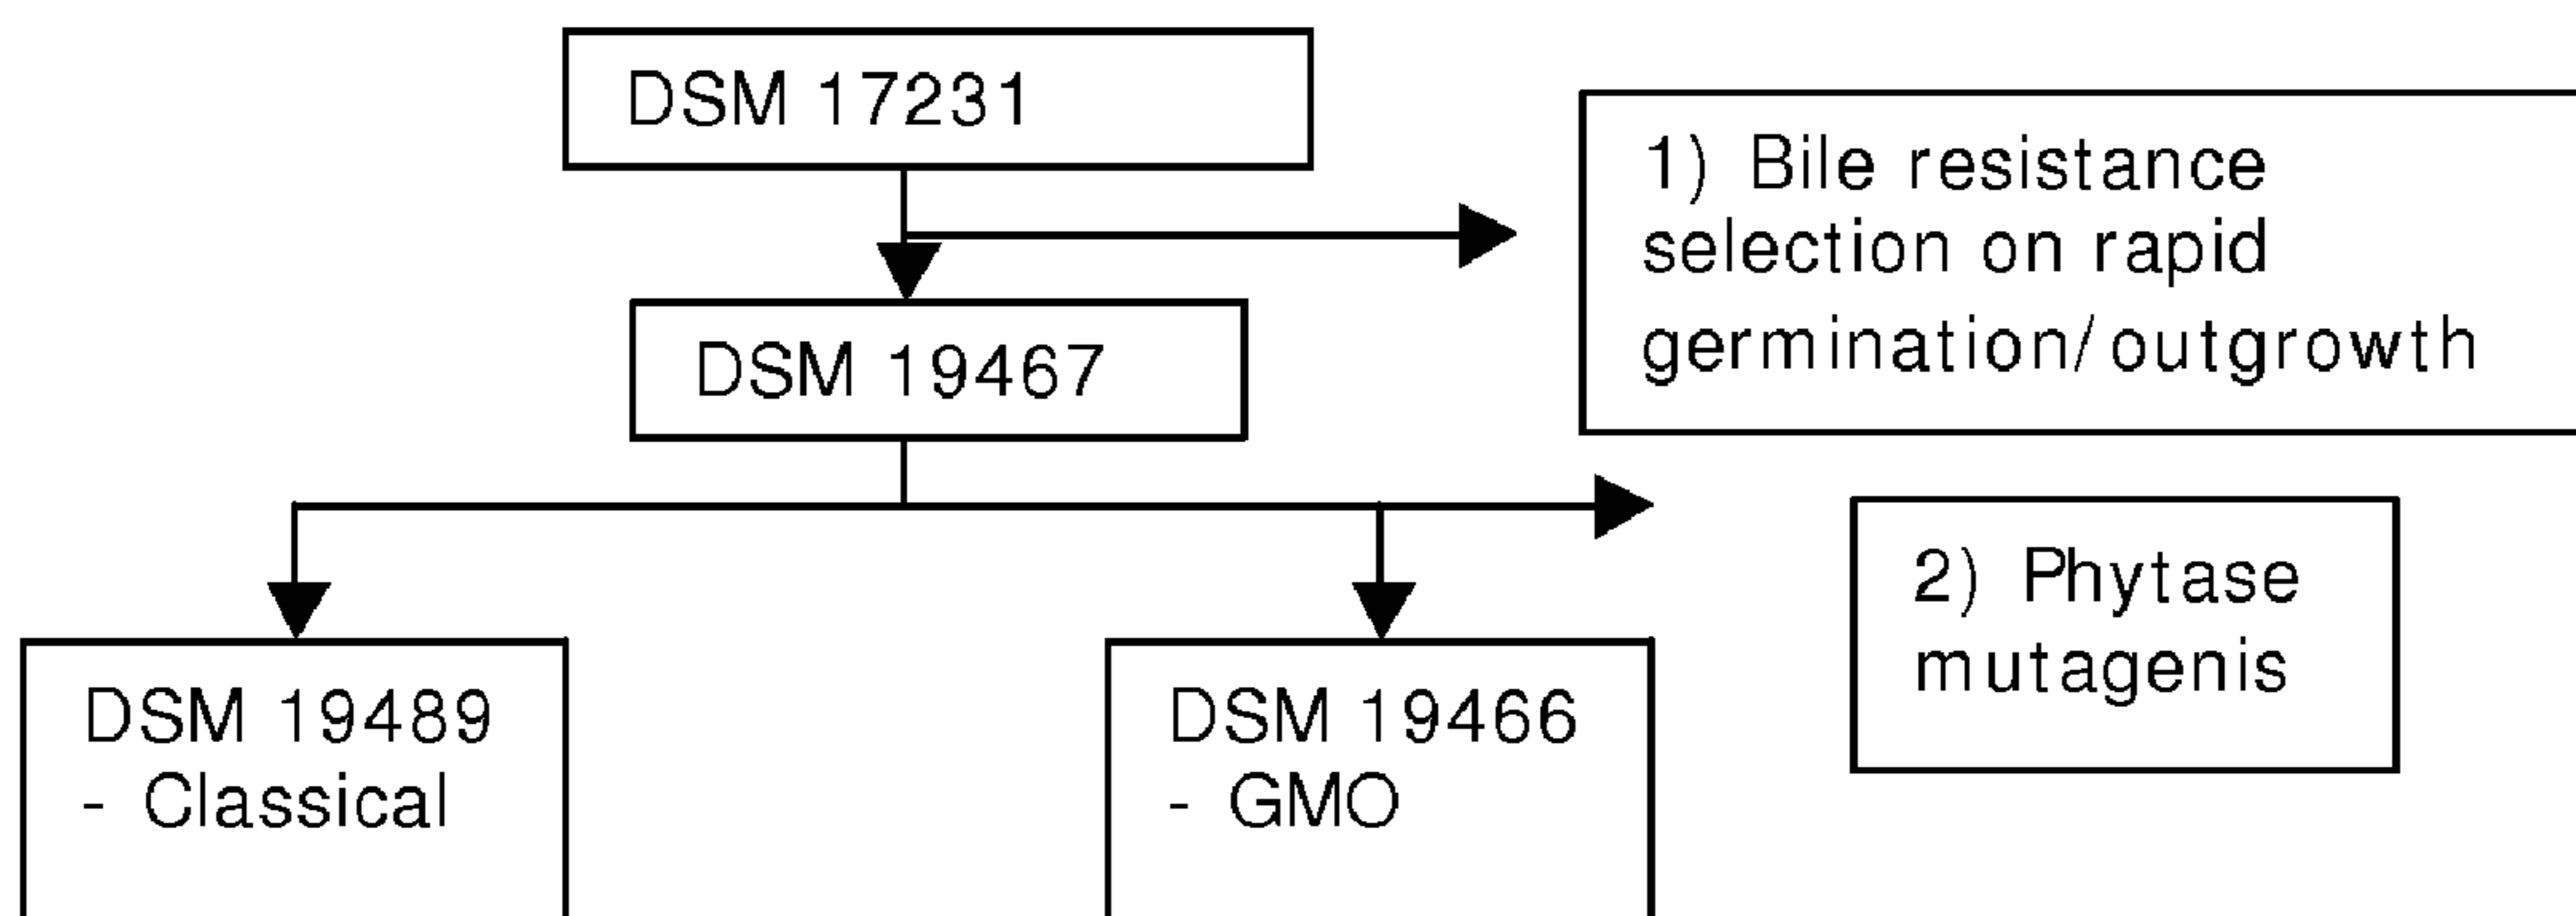 DSM 17231
1) Bile resistance
selection on rapid
germination/outgrowth
DSM 19467
2) Phytase
mutagenis
DSM 19489
- Classical
DSM 19466
- GMO